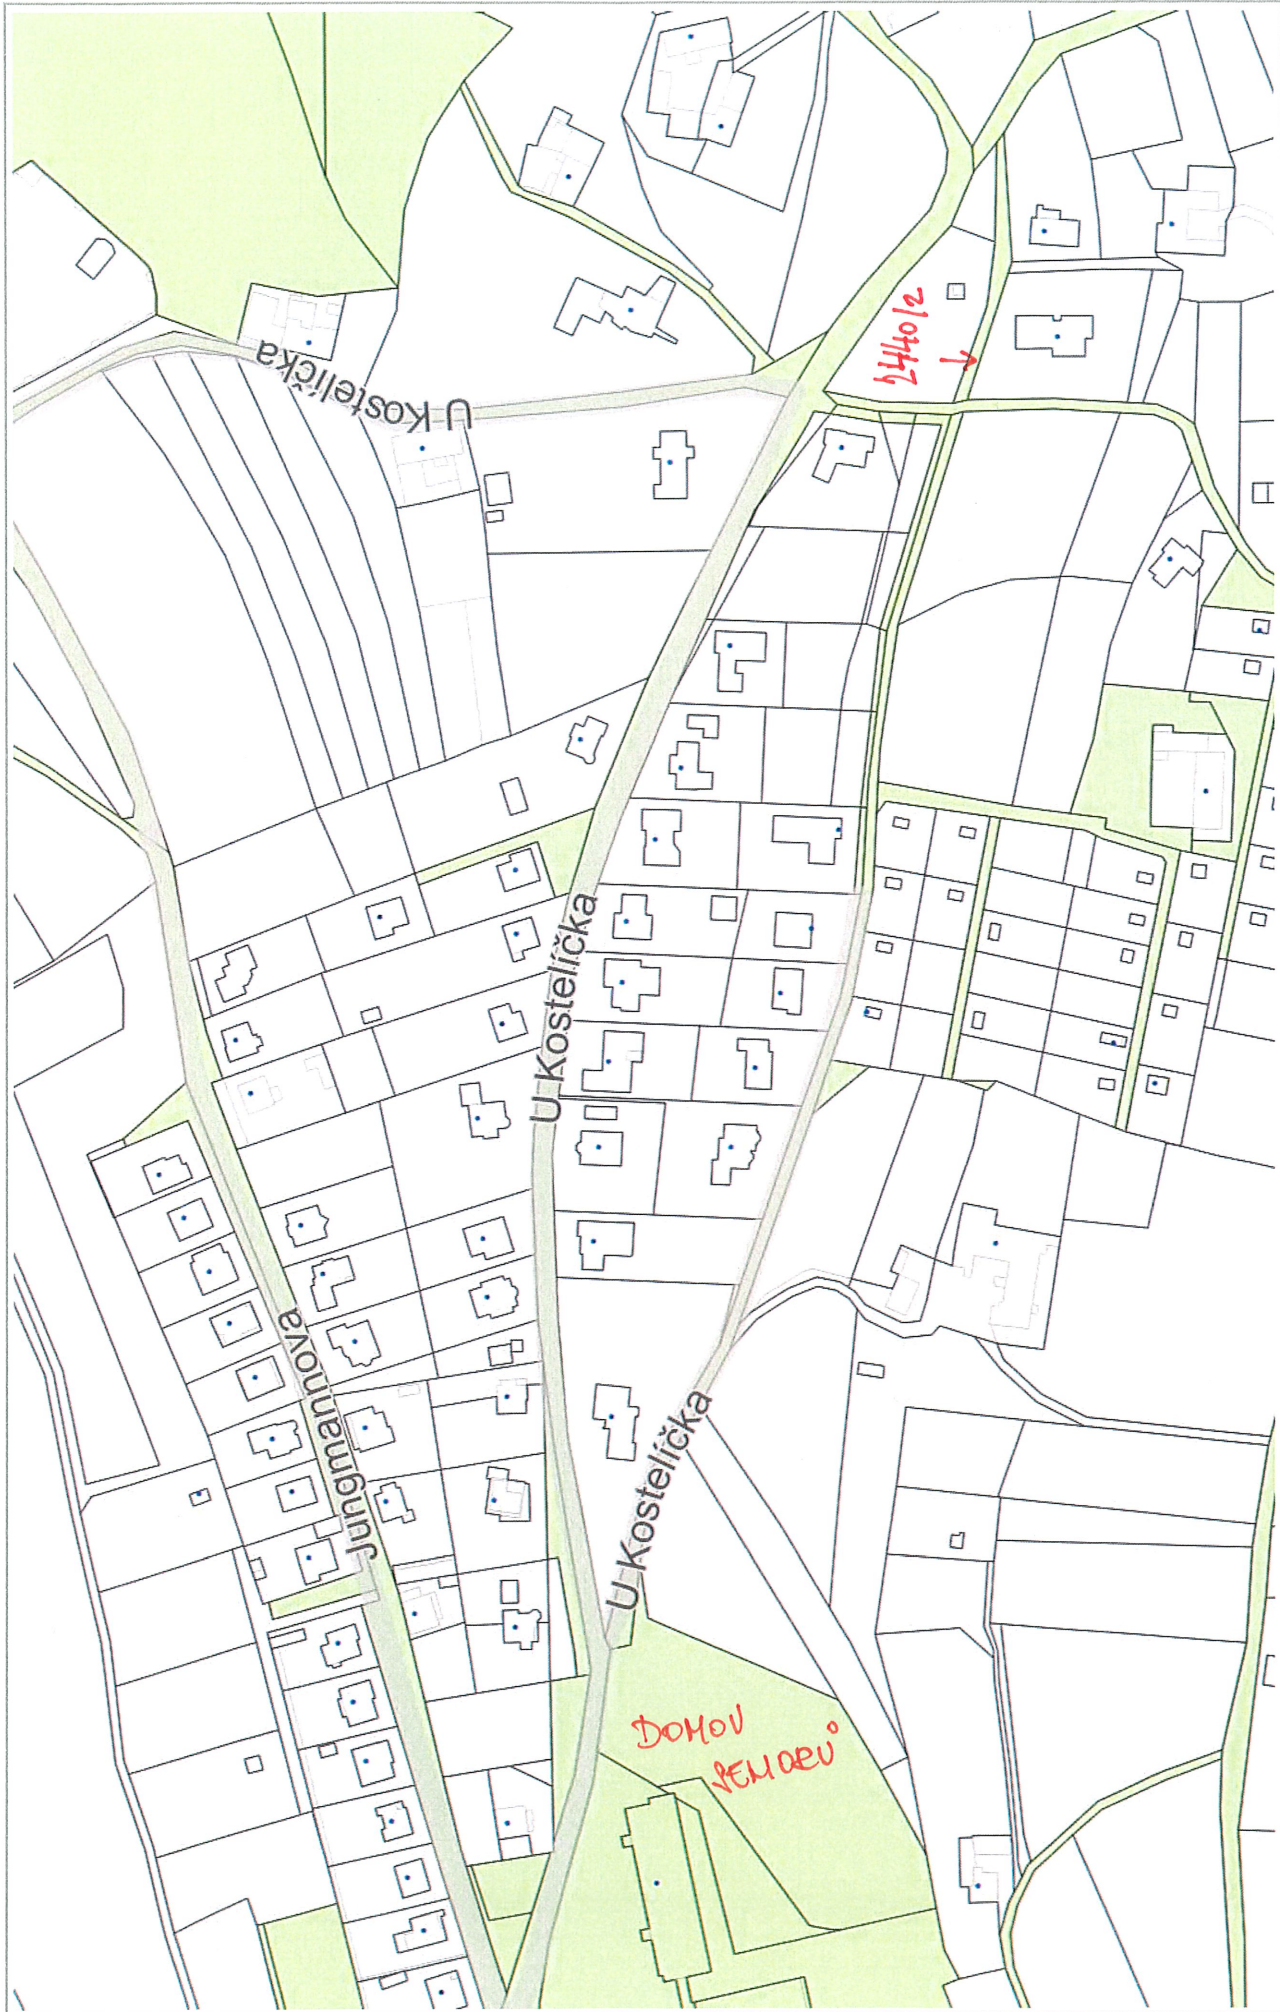 U Kostelíčka
2440/2
U Kostelíčka
Jungmannova
U Kostelíčka
DOMOV
SENIORŮ